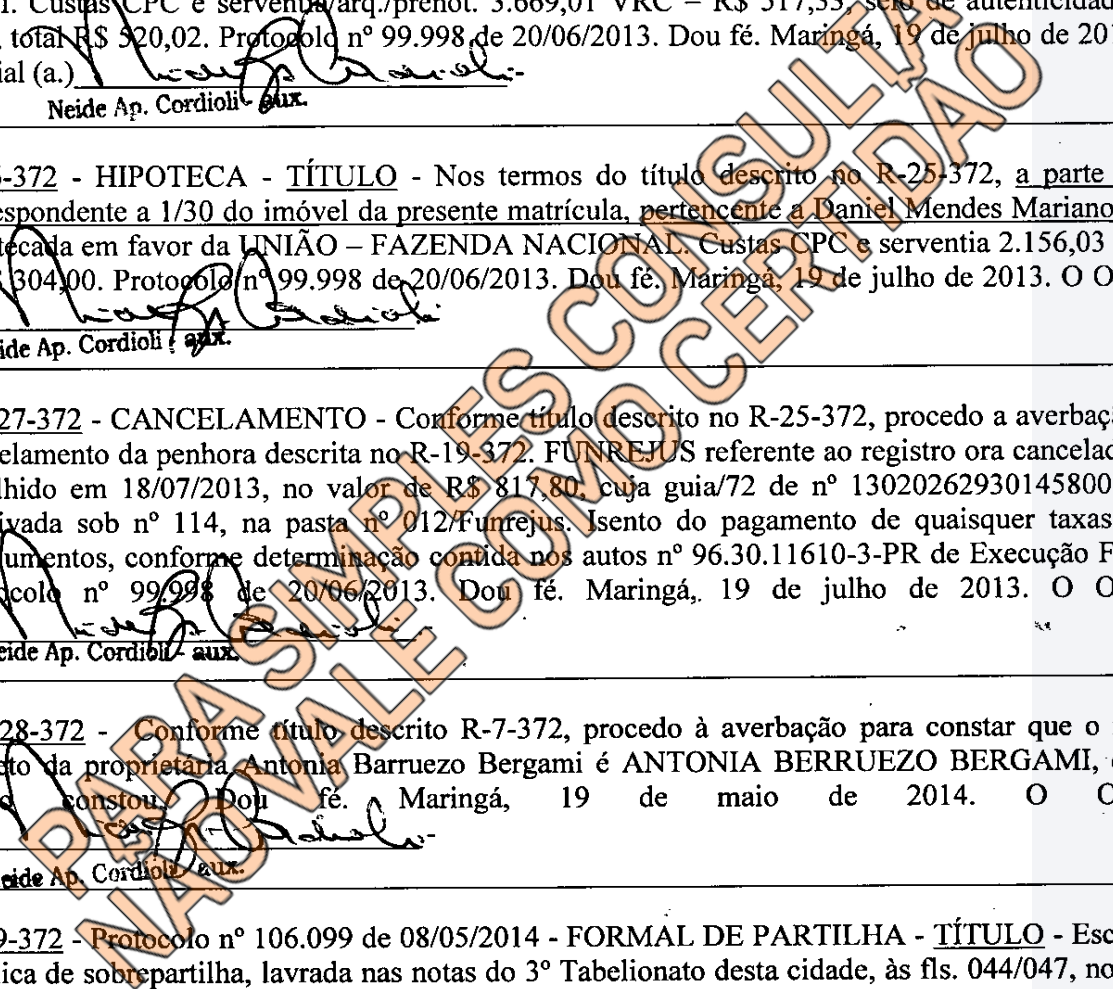 l. Custas CPC e serventia/arq./prenot. 3.669,01 VRC – R$ 517,53, selo de autenticidad
, total R$ 520,02. Protocolo nº 99.998 de 20/06/2013. Dou fé. Maringá, 19 de julho de 201
ial (a.)
Neide Ap. Cordioli - aux.
-372 - HIPOTECA - TÍTULO - Nos termos do título descrito no R-25-372, a parte
espondente a 1/30 do imóvel da presente matrícula, pertencente a Daniel Mendes Mariano
tecada em favor da UNIÃO – FAZENDA NACIONAL. Custas CPC e serventia 2.156,03
304,00. Protocolo nº 99.998 de 20/06/2013. Dou fé. Maringá, 19 de julho de 2013. O O
ide Ap. Cordioli - aux.
27-372 - CANCELAMENTO - Conforme título descrito no R-25-372, procedo a averbaç
elamento da penhora descrita no R-19-372. FUNREJUS referente ao registro ora cancelad
lhido em 18/07/2013, no valor de R$ 817,80, cuja guia/72 de nº 13020262930145800
ivada sob nº 114, na pasta nº 012/Funrejus. Isento do pagamento de quaisquer taxas
umentos, conforme determinação contida nos autos nº 96.30.11610-3-PR de Execução F
ocolo nº 99.998 de 20/06/2013. Dou fé. Maringá, 19 de julho de 2013. O O
eide Ap. Cordioli - aux.
28-372 - Conforme título descrito R-7-372, procedo à averbação para constar que o
eto da proprietária Antonia Barruezo Bergami é ANTONIA BERRUEZO BERGAMI,
constou. Dou fé. Maringá, 19 de maio de 2014. O O
eide Ap. Cordioli - aux.
9-372 - Protocolo nº 106.099 de 08/05/2014 - FORMAL DE PARTILHA - TÍTULO - Esc
ica de sobrepartilha, lavrada nas notas do 3º Tabelionato desta cidade, às fls. 044/047, no
PARA SIMPLES CONSULTA
NÃO VALE COMO CERTIDÃO